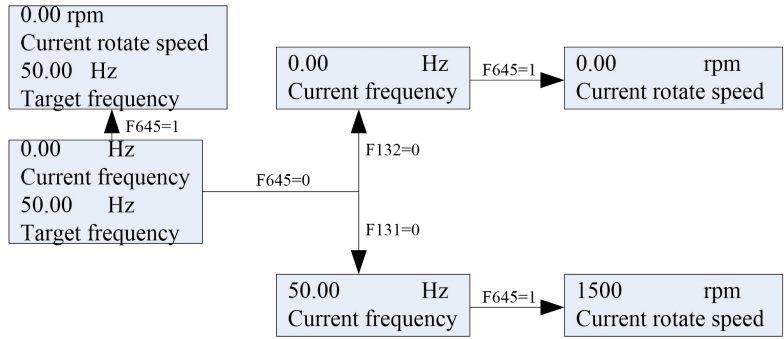 0.00 rpm
Current rotate speed
50.00 Hz
Target frequency
F645=1
0.00 Hz
Current frequency
50.00 Hz
Target frequency
F645=0
0.00 Hz
Current frequency
F645=1
0.00 rpm
Current rotate speed
F132=0
F131=0
50.00 Hz
Current frequency
F645=1
1500 rpm
Current rotate speed